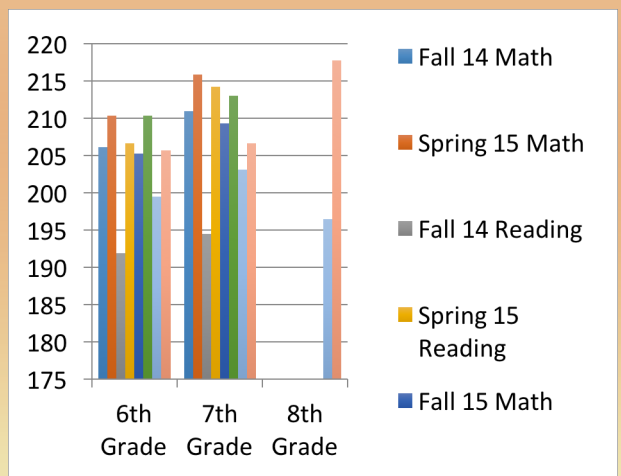 220
215
210
205
200
195
190
185
180
175
6th
Grade
7th
Grade
8th
Grade
Fall 14 Math
Spring 15 Math
Fall 14 Reading
Spring 15
Reading
Fall 15 Math